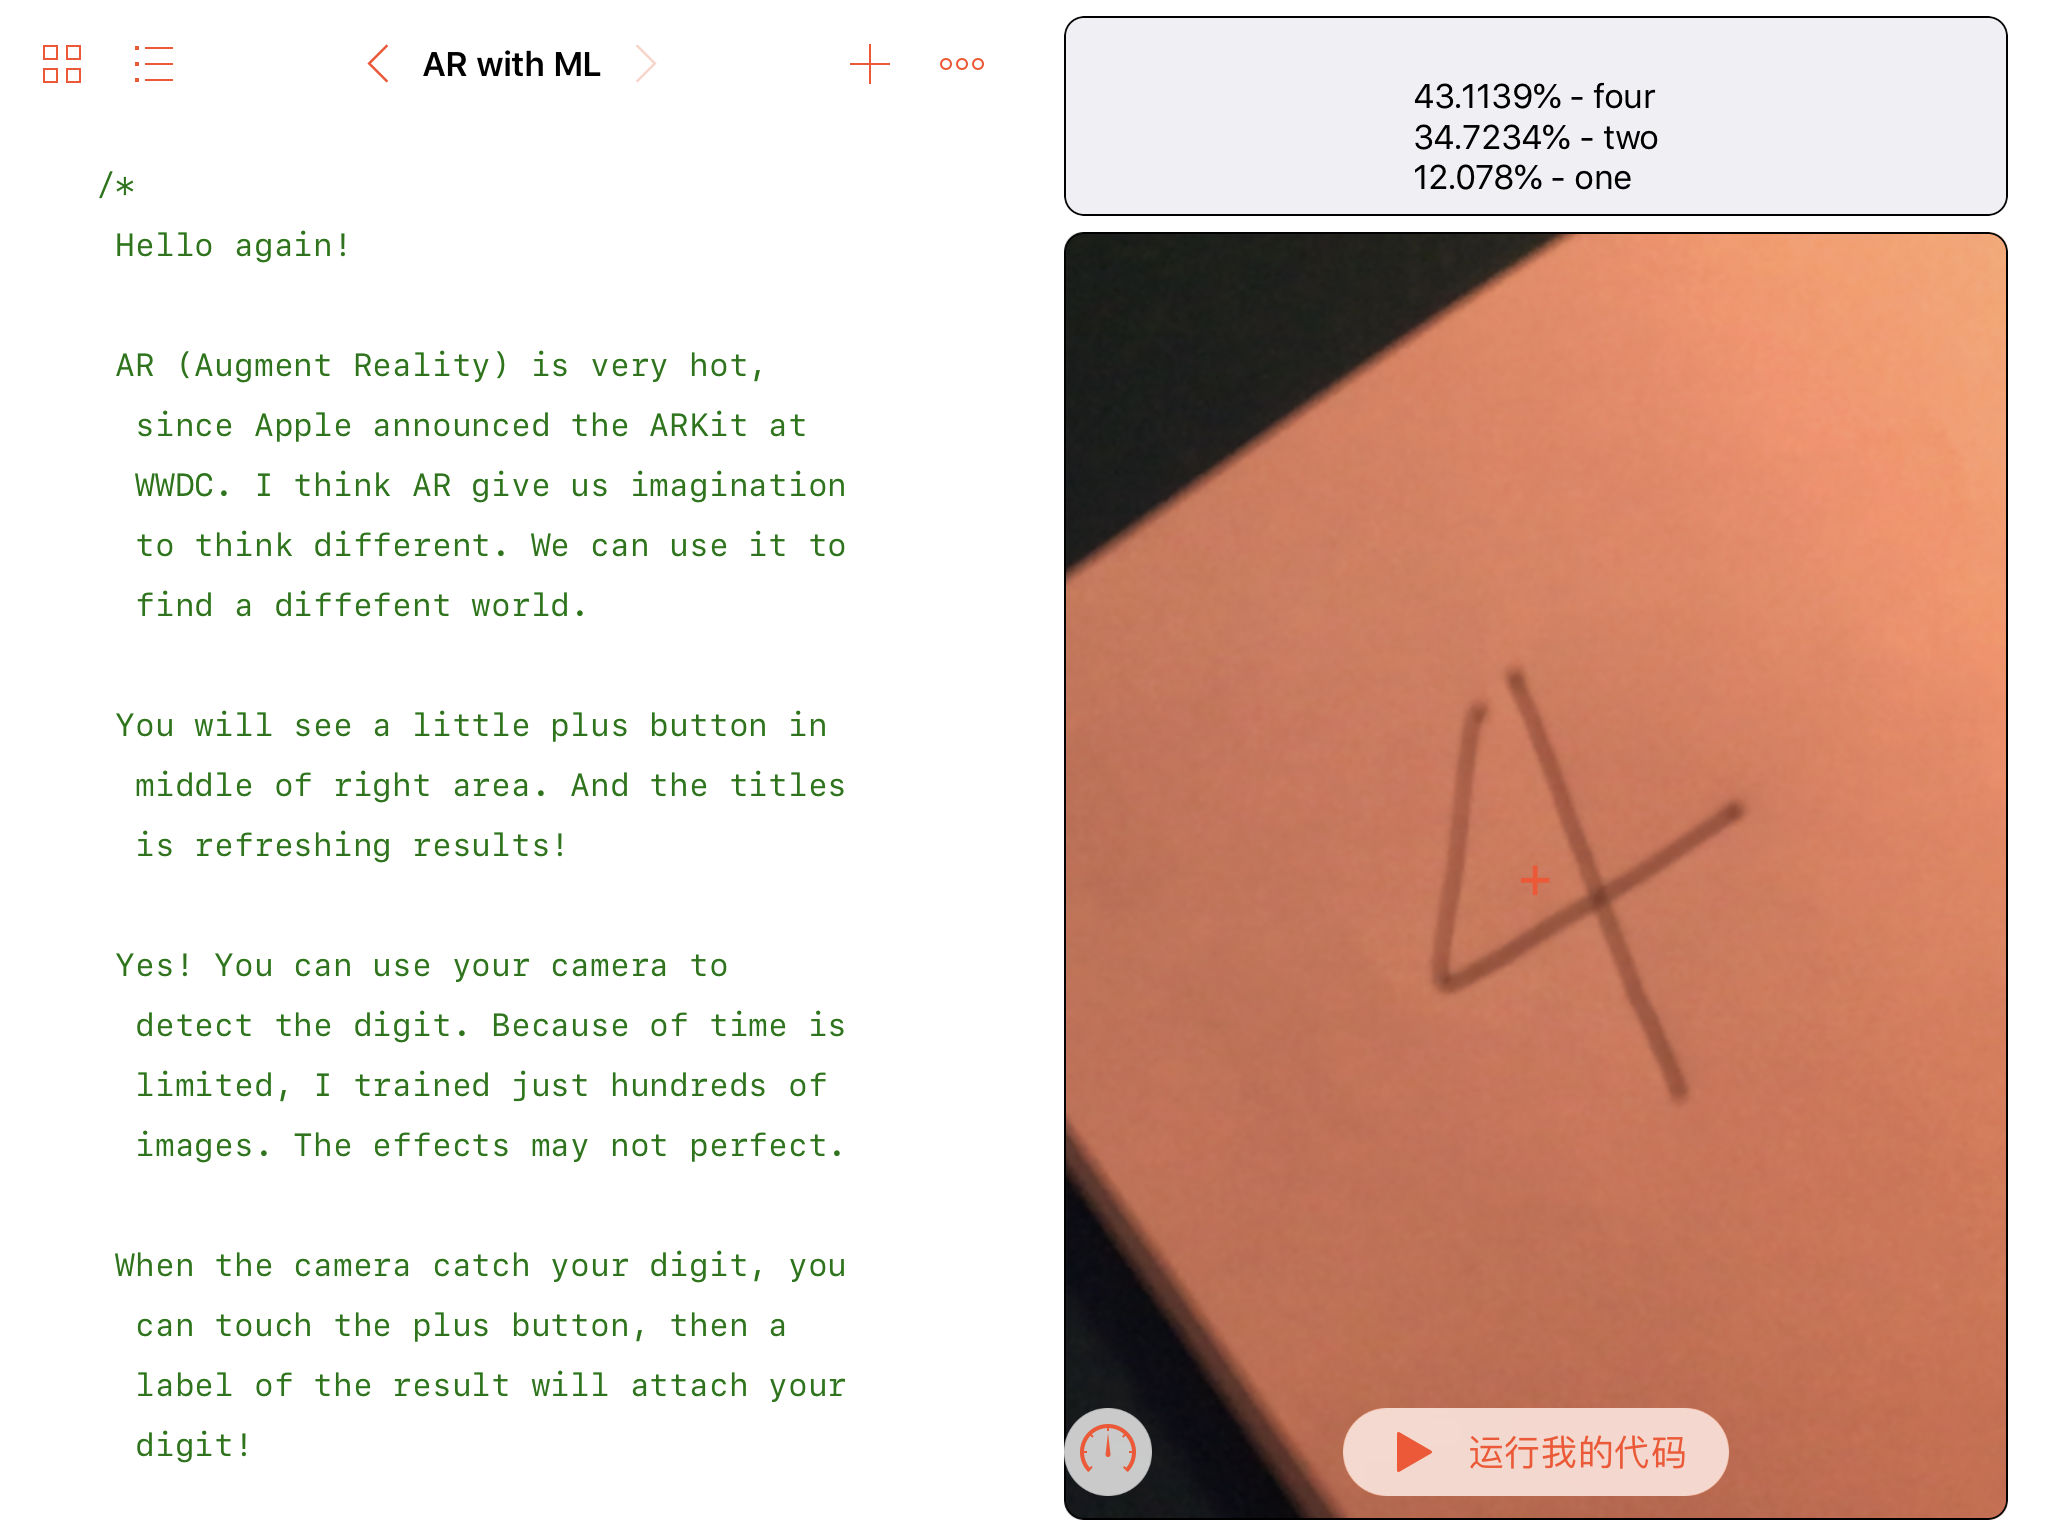 AR with ML
/*
Hello again!
AR (Augment Reality) is very hot,
since Apple announced the ARKit at
WWDC. I think AR give us imagination
to think different. We can use it to
find a diffefent world.
You will see a little plus button in
middle of right area. And the titles
is refreshing results!
Yes! You can use your camera to
detect the digit. Because of time is
limited, I trained just hundreds of
images. The effects may not perfect.
When the camera catch your digit, you
can touch the plus button, then a
label of the result will attach your
digit!
43.1139% - four
34.7234% - two
12.078% - one
4
运行我的代码